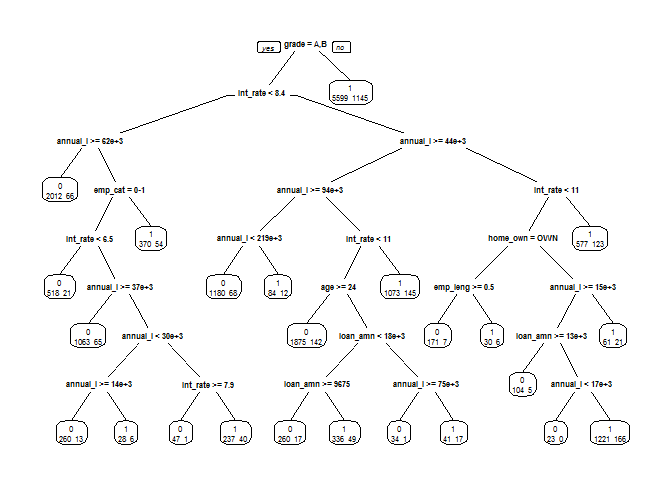 yes grade = A,B no
int_rate < 8.4
1
5599 1145
annual_i >= 62e+3
annual_i >= 44e+3
0
2012 66
emp_cat = 0-1
annual_i >= 94e+3
int_rate < 11
int_rate < 6.5
1
370 54
annual_i < 219e+3
int_rate < 11
home_own = OWN
1
577 123
0
518 21
annual_i >= 37e+3
0
1180 68
1
84 12
age >= 24
1
1073 145
emp_leng >= 0.5
annual_i >= 15e+3
0
1063 65
annual_i < 30e+3
0
1875 142
loan_amn < 18e+3
0
171 7
1
30 6
loan_amn >= 13e+3
1
61 21
annual_i >= 14e+3
int_rate >= 7.9
loan_amn >= 9675
annual_i >= 75e+3
0
104 5
annual_i < 17e+3
0
260 13
1
28 6
0
47 1
1
237 40
0
260 17
1
336 49
0
34 1
1
41 17
0
23 0
1
1221 166